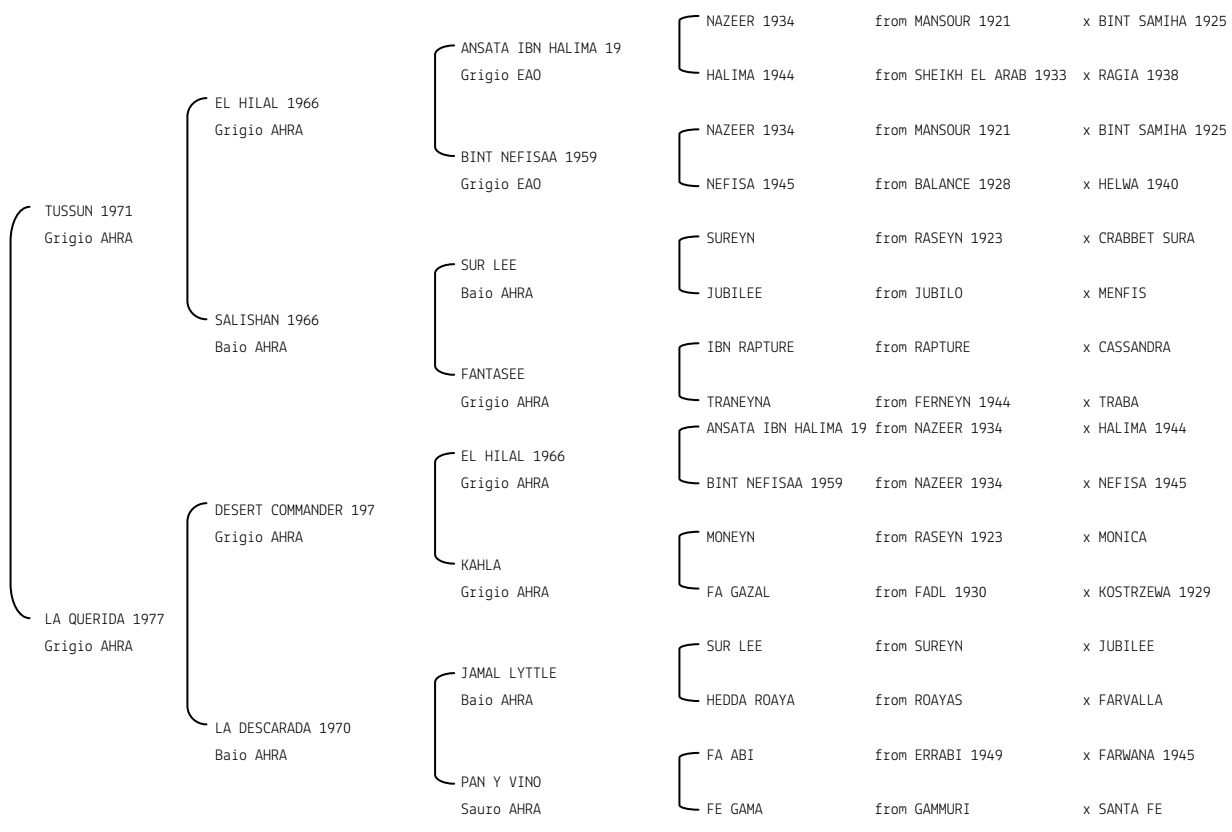 NAZEER 1934 from MANSOUR 1921 x BINT SAMIHA 1925
ANSATA IBN HALIMA 19
Grigio EAO
HALIMA 1944 from SHEIKH EL ARAB 1933 x RAGIA 1938
EL HILAL 1966
Grigio AHRA
NAZEER 1934 from MANSOUR 1921 x BINT SAMIHA 1925
BINT NEFISAA 1959
Grigio EAO
NEFISA 1945 from BALANCE 1928 x HELWA 1940
TUSSUN 1971
Grigio AHRA
SUREYN from RASEYN 1923 x CRABBET SURA
SUR LEE
Baio AHRA
JUBILEE from JUBILO x MENFIS
SALISHAN 1966
Baio AHRA
IBN RAPTURE from RAPTURE x CASSANDRA
FANTASEE
Grigio AHRA
TRANEYNA from FERNEYN 1944 x TRABA
ANSATA IBN HALIMA 19 from NAZEER 1934 x HALIMA 1944
EL HILAL 1966
Grigio AHRA
BINT NEFISAA 1959 from NAZEER 1934 x NEFISA 1945
DESERT COMMANDER 197
Grigio AHRA
MONEYN from RASEYN 1923 x MONICA
KAHLA
Grigio AHRA
FA GAZAL from FADL 1930 x KOSTRZEWA 1929
LA QUERIDA 1977
Grigio AHRA
SUR LEE from SUREYN x JUBILEE
JAMAL LYTTLE
Baio AHRA
HEDDA ROAYA from ROAYAS x FARVALLA
LA DESCARADA 1970
Baio AHRA
FA ABI from ERRABI 1949 x FARWANA 1945
PAN Y VINO
Sauro AHRA
FE GAMA from GAMMURI x SANTA FE